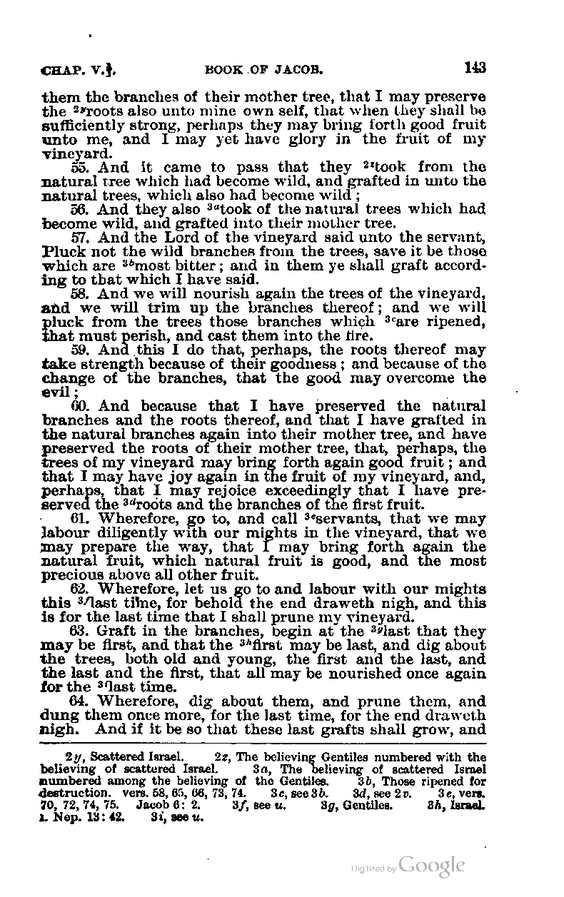 CHAP. V.] BOOK OF JACOB. 143
them the branches of their mother tree, that I may preserve
the 2yroots also unto mine own self, that when they shall be
sufficiently strong, perhaps they may bring forth good fruit
unto me, and I may yet have glory in the fruit of my
vineyard.
55. And it came to pass that they 2ztook from the
natural tree which had become wild, and grafted in unto the
natural trees, which also had become wild;
56. And they also 3atook of the natural trees which had
become wild, and grafted into their mother tree.
57. And the Lord of the vineyard said unto the servant,
Pluck not the wild branches from the trees, save it be those
which are 3bmost bitter; and in them ye shall graft accord-
ing to that which I have said.
58. And we will nourish again the trees of the vineyard,
and we will trim up the branches thereof; and we will
pluck from the trees those branches which 3care ripened,
that must perish, and cast them into the fire.
59. And this I do that, perhaps, the roots thereof may
take strength because of their goodness; and because of the
change of the branches, that the good may overcome the
evil;
60. And because that I have preserved the natural
branches and the roots thereof, and that I have grafted in
the natural branches again into their mother tree, and have
preserved the roots of their mother tree, that, perhaps, the
trees of my vineyard may bring forth again good fruit; and
that I may have joy again in the fruit of my vineyard, and,
perhaps, that I may rejoice exceedingly that I have pre-
served the 3droots and the branches of the first fruit.
61. Wherefore, go to, and call 3eservants, that we may
labour diligently with our mights in the vineyard, that we
may prepare the way, that I may bring forth again the
natural fruit, which natural fruit is good, and the most
precious above all other fruit.
62. Wherefore, let us go to and labour with our mights
this 3flast time, for behold the end draweth nigh, and this
is for the last time that I shall prune my vineyard.
63. Graft in the branches, begin at the 3glast that they
may be first, and that the 3hfirst may be last, and dig about
the trees, both old and young, the first and the last, and
the last and the first, that all may be nourished once again
for the 3ilast time.
64. Wherefore, dig about them, and prune them, and
dung them once more, for the last time, for the end draweth
nigh. And if it be so that these last grafts shall grow, and
2y, Scattered Israel. 2z, The believing Gentiles numbered with the
believing of scattered Israel. 3a, The believing of scattered Israel
numbered among the believing of the Gentiles. 3b, Those ripened for
destruction. vers. 58, 65, 66, 73, 74. 3c, see 3b. 3d, see 2v. 3e, vers.
70, 72, 74, 75. Jacob 6: 2. 3f, see u. 3g, Gentiles. 3h, Israel.
1. Nep. 13: 42. 3i, see u.
Digitized by Google